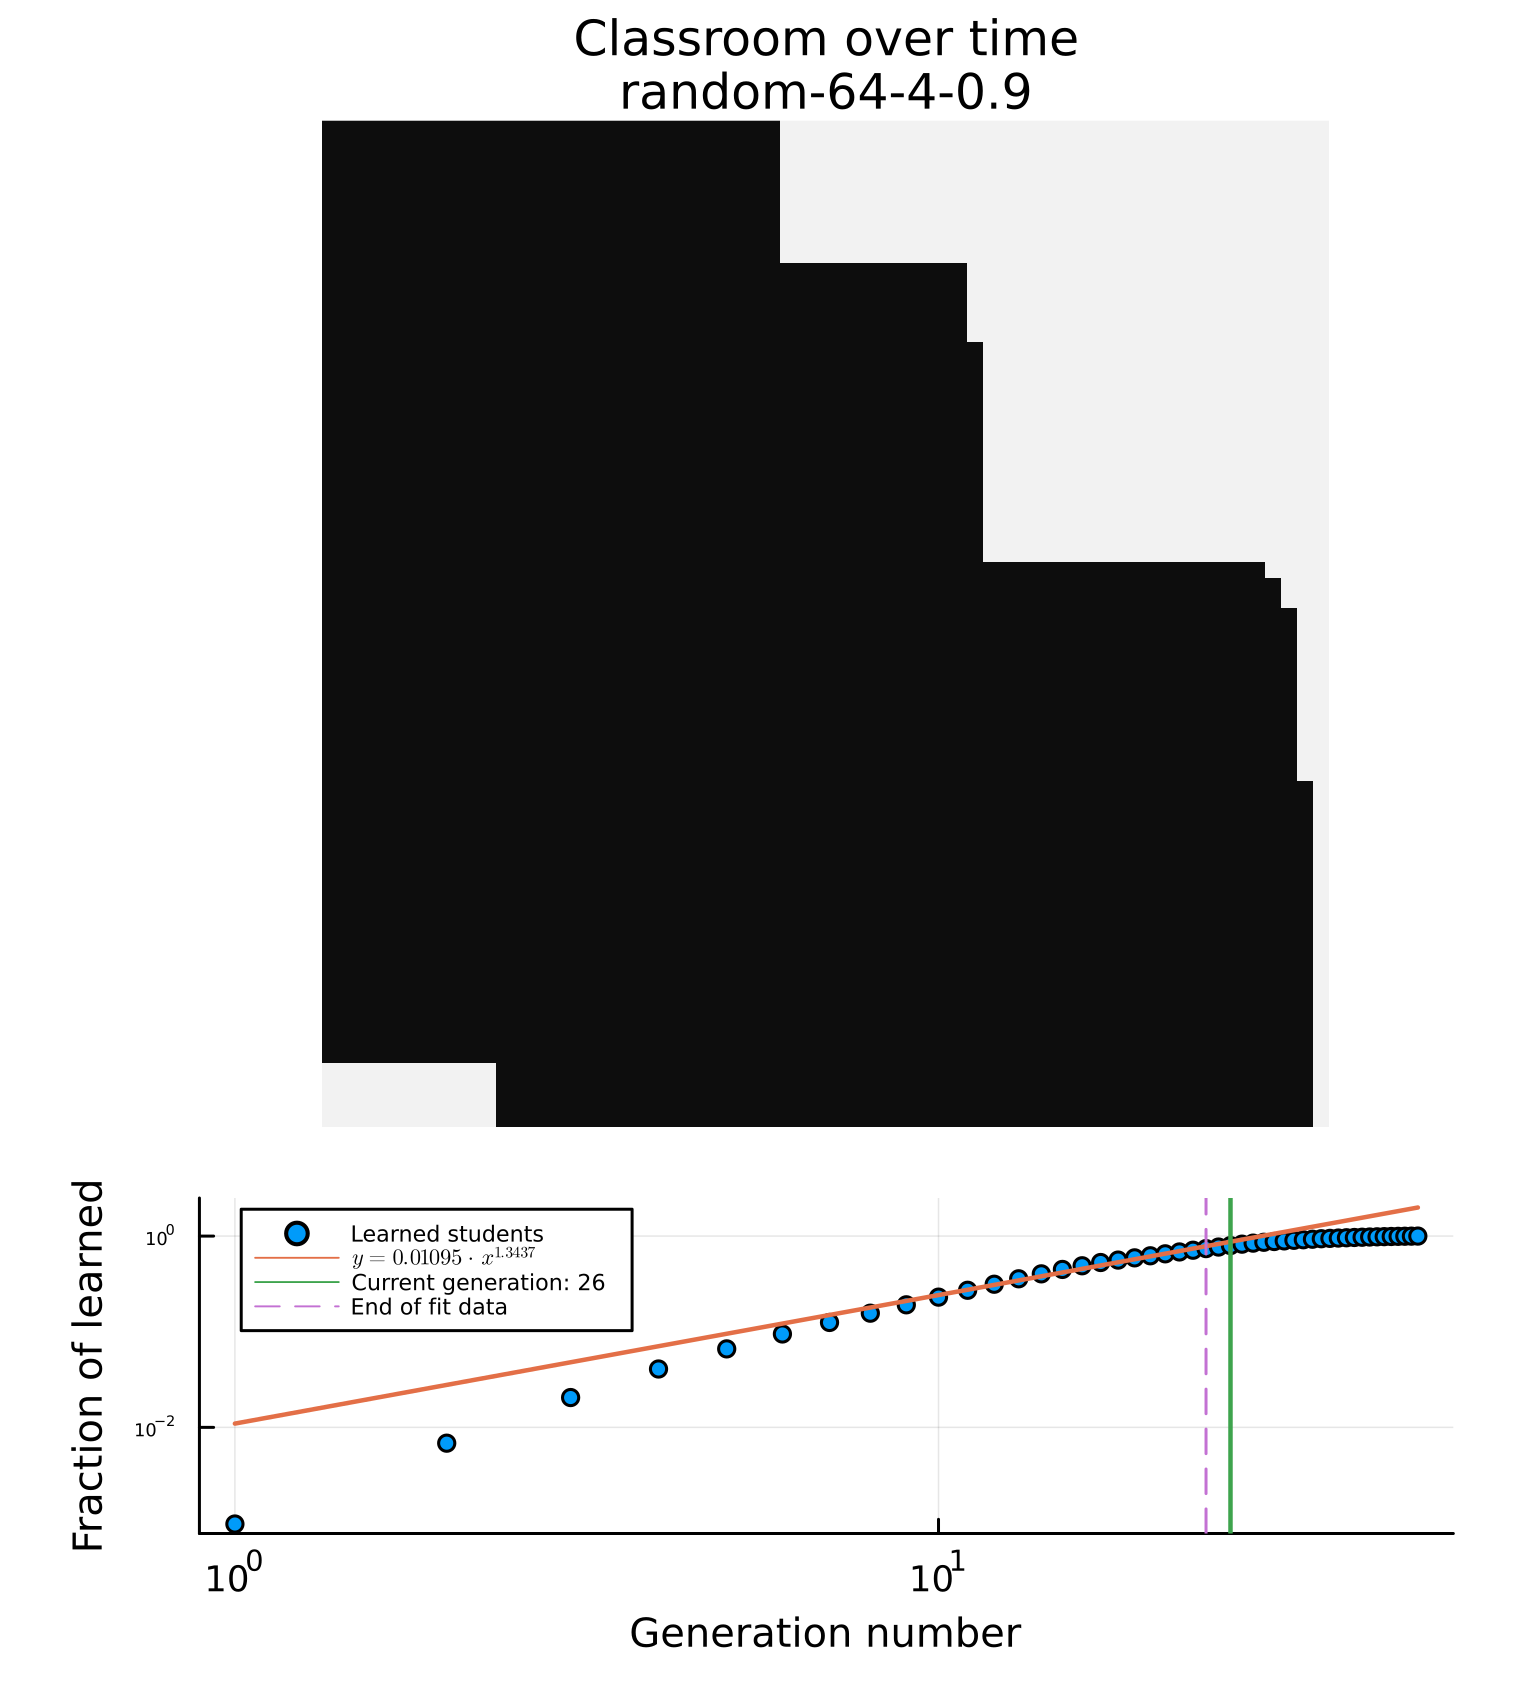 Classroom over time
random-64-4-0.9
Fraction of learned
10^0
10^-2
Learned students
y = 0.01095 · x^1.3437
Current generation: 26
End of fit data
10^0
10^1
Generation number